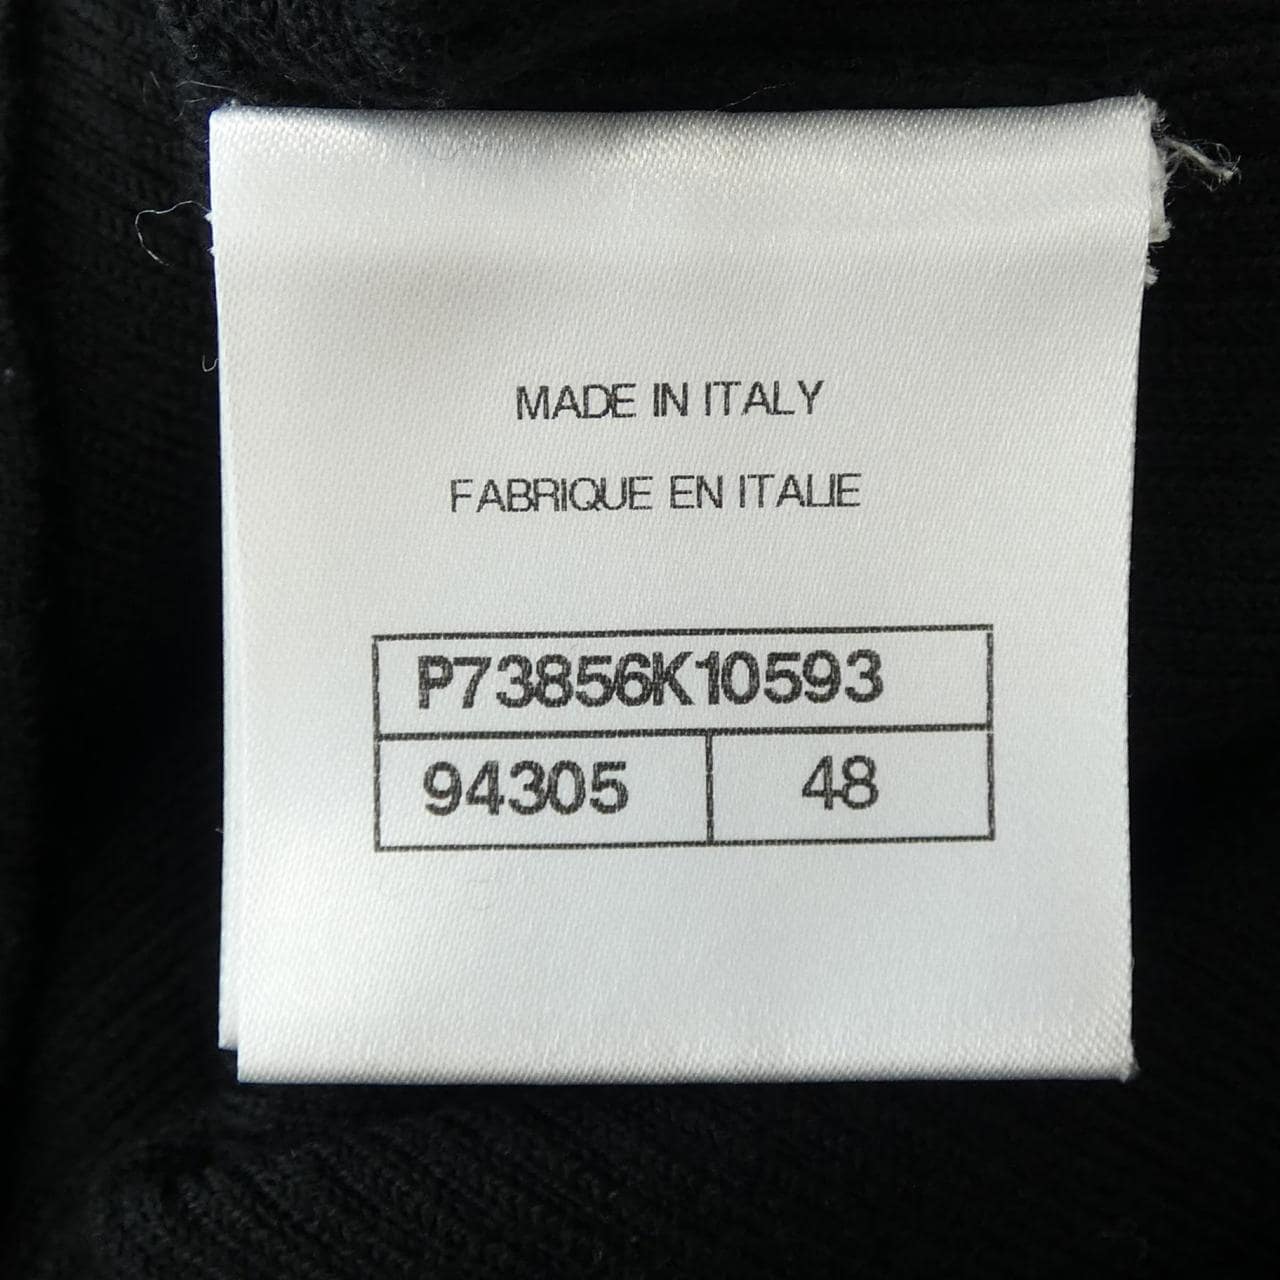 MADE IN ITALY
FABRIQUE EN ITALIE
P73856K10593
94305 48